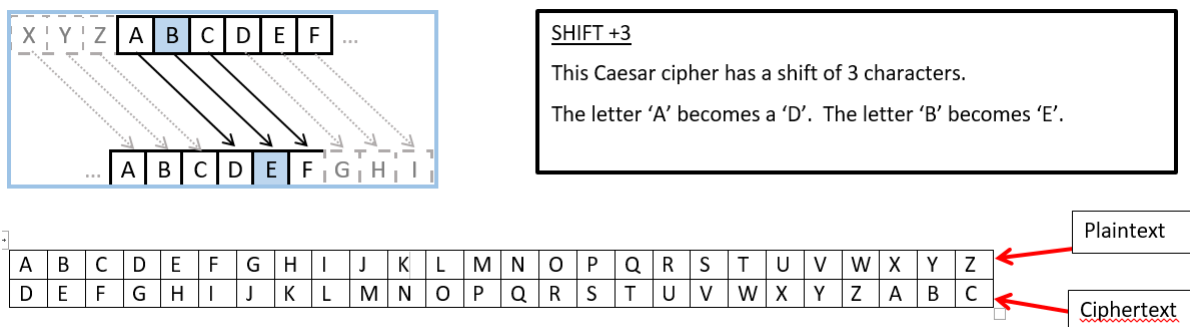 X Y Z A B C D E F ...
... A B C D E F G H I
SHIFT +3
This Caesar cipher has a shift of 3 characters.
The letter ‘A’ becomes a ‘D’. The letter ‘B’ becomes ‘E’.
Plaintext
A B C D E F G H I J K L M N O P Q R S T U V W X Y Z
D E F G H I J K L M N O P Q R S T U V W X Y Z A B C
Ciphertext